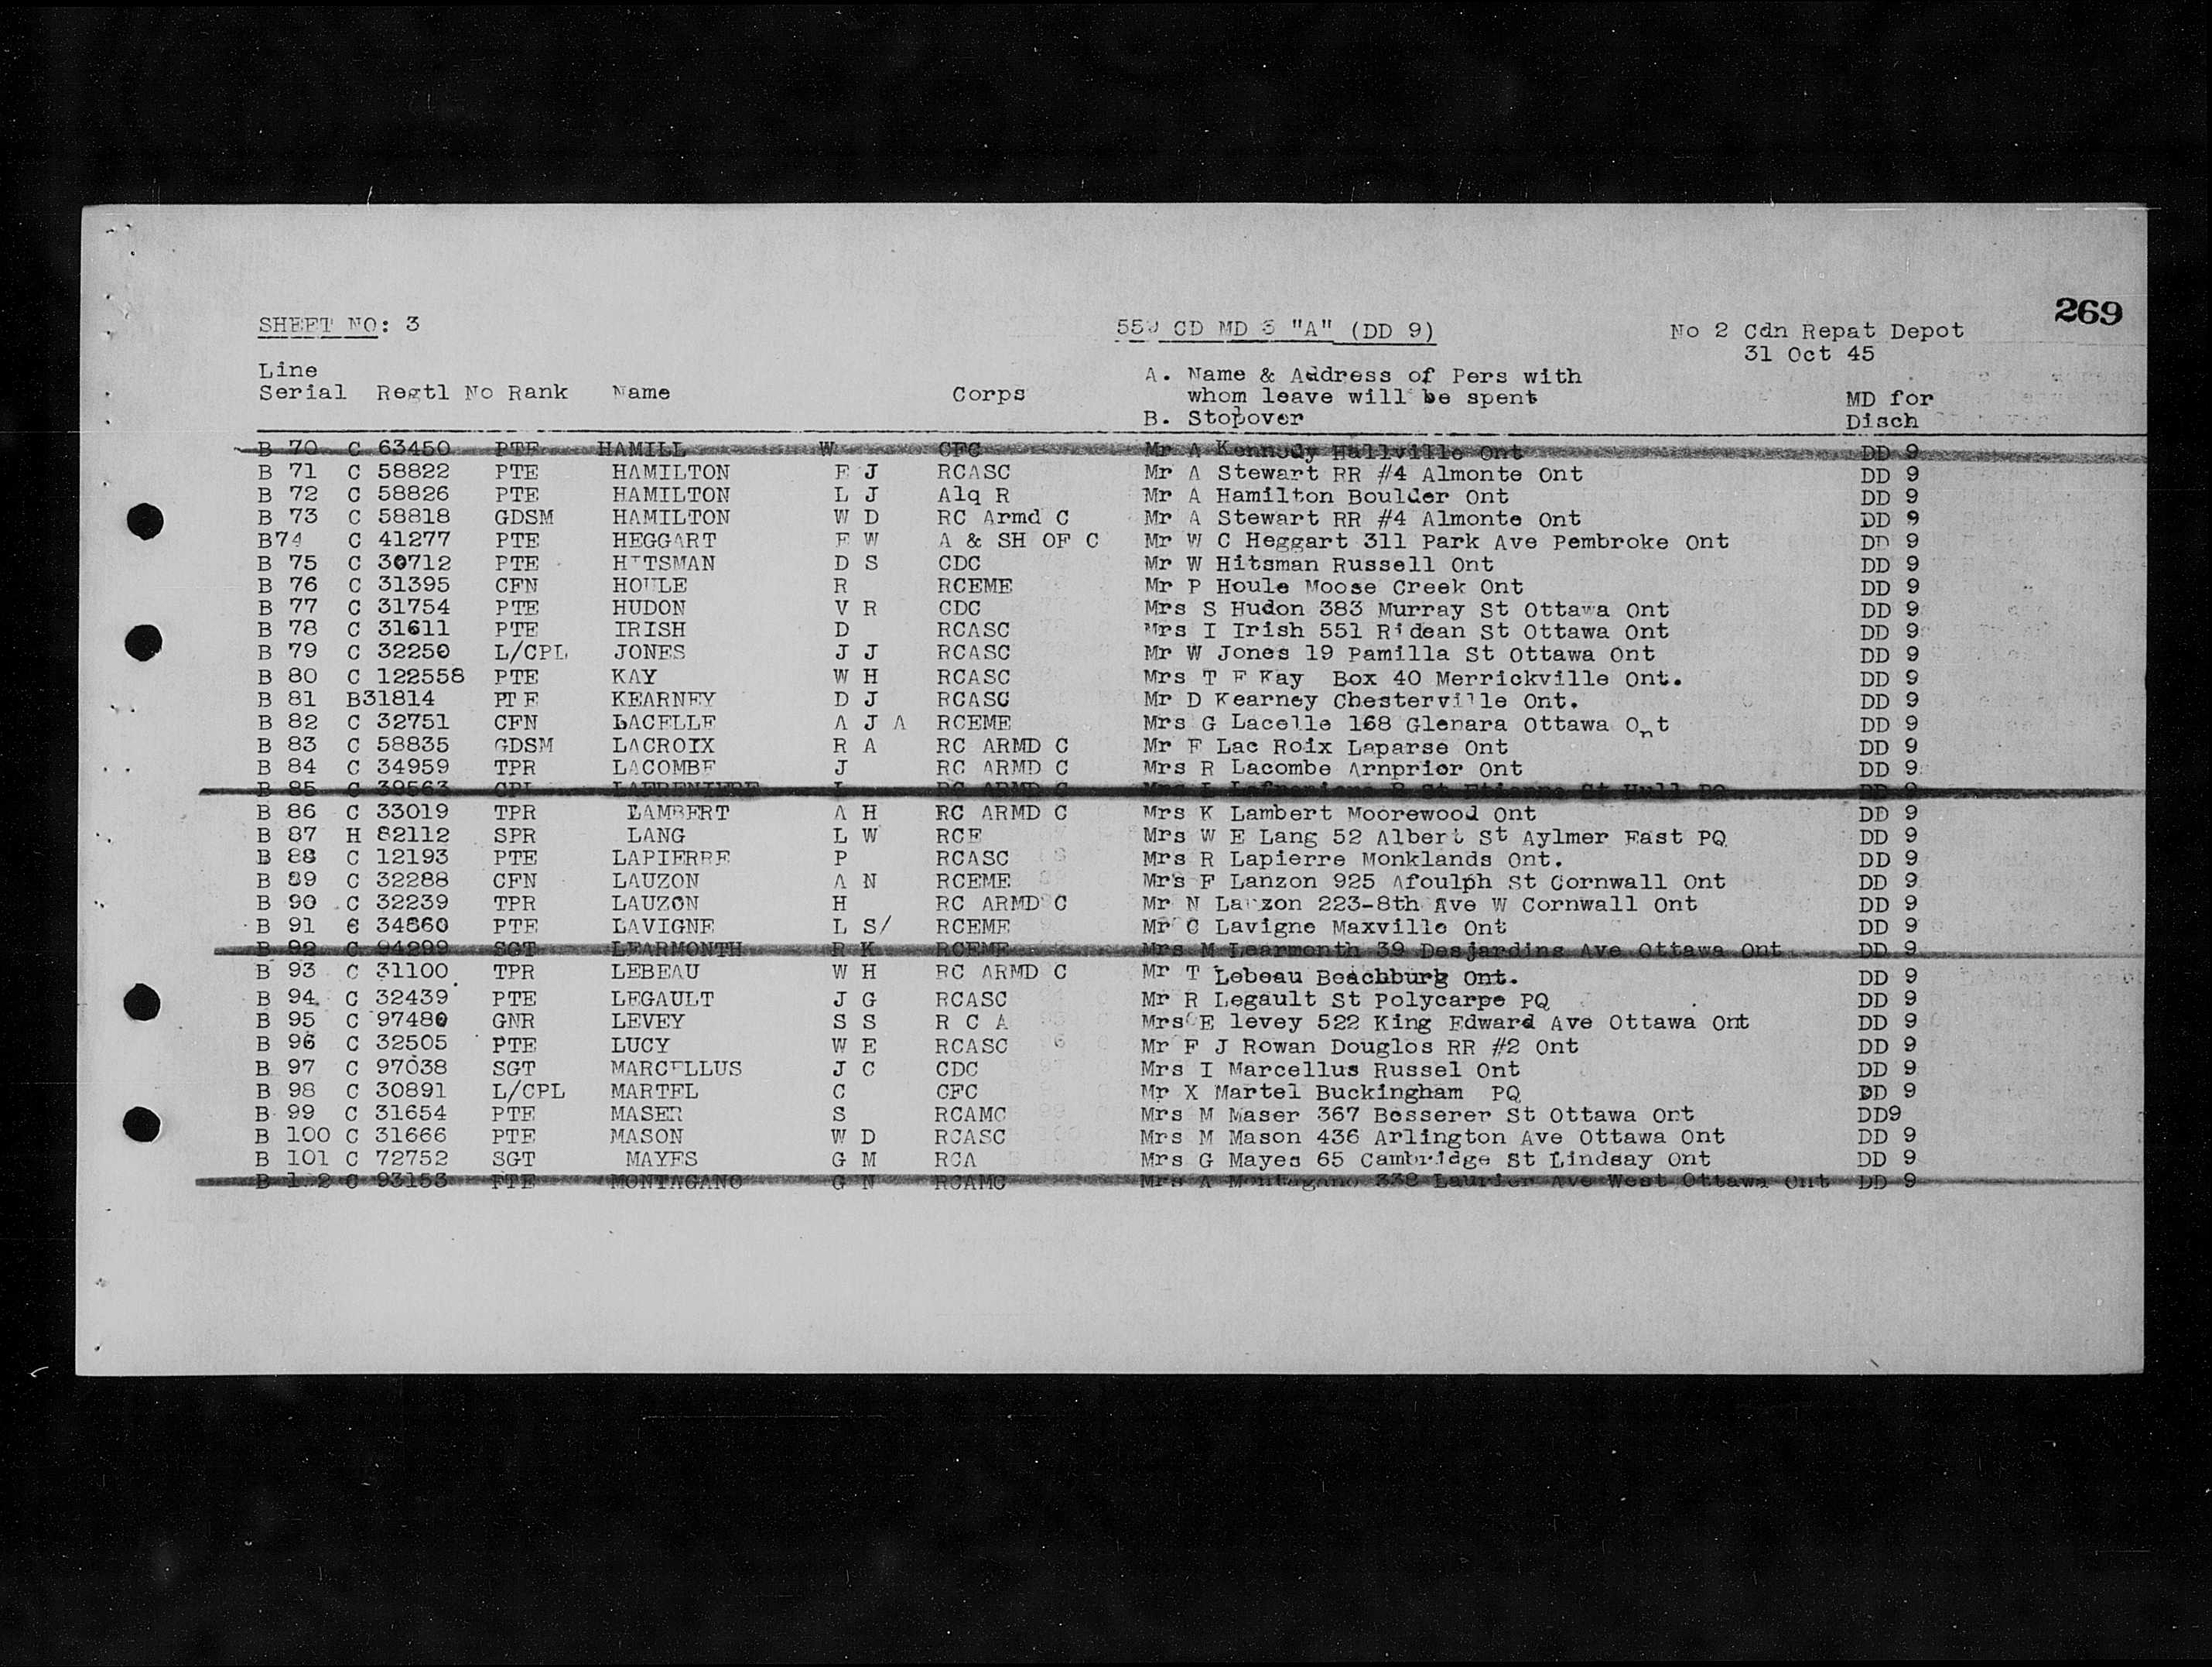 269
SHEET NO: 3 CD MD "A" (DD 9) No 2 Cdn Repat Depot
31 Oct 45
Line
Serial Regtl No Rank Name Corps A. Name & Address of Pers with whom leave will be spent MD for
B. Stopover Disch
B 70 C 63450 PTE HAMILL W CFC Mr A Kennedy Hallville Ont DD 9
B 71 C 58822 PTE HAMILTON E J RCASC Mr A Stewart RR #4 Almonte Ont DD 9
B 72 C 58826 PTE HAMILTON L J Alq R Mr A Hamilton Boulder Ont DD 9
B 73 C 58818 GDSM HAMILTON W D RC Armd C Mr A Stewart RR #4 Almonte Ont DD 9
B74 C 41277 PTE HEGGART E W A & SH OF C Mr W C Heggart 311 Park Ave Pembroke Ont DD 9
B 75 C 30712 PTE HITSMAN D S CDC Mr W Hitsman Russell Ont DD 9
B 76 C 31395 CFN HOULE R RCEME Mr P Houle Moose Creek Ont DD 9
B 77 C 31754 PTE HUDON V R CDC Mrs S Hudon 383 Murray St Ottawa Ont DD 9
B 78 C 31611 PTE IRISH D RCASC Mrs I Irish 551 Ridean St Ottawa Ont DD 9
B 79 C 32250 L/CPL JONES J J RCASC Mr W Jones 19 Pamilla St Ottawa Ont DD 9
B 80 C 122558 PTE KAY W H RCASC Mrs T F Kay Box 40 Merrickville Ont. DD 9
B 81 B31814 PTE KEARNEY D J RCASC Mr D Kearney Chesterville Ont. DD 9
B 82 C 32751 CFN LACELLE A J A RCEME Mrs G Lacelle 168 Glenara Ottawa Ont DD 9
B 83 C 58835 GDSM LACROIX R A RC ARMD C Mr F Lac Roix Laparse Ont DD 9
B 84 C 34959 TPR LACOMBE J RC ARMD C Mrs R Lacombe Arnprior Ont DD 9
B 85 C 39563 CPL LAFRENIERE L RC ARMD C Mrs L Lafreniere St Etienne St Hull PQ DD 9
B 86 C 33019 TPR LAMBERT A H RC ARMD C Mrs K Lambert Moorewood Ont DD 9
B 87 H 82112 SPR LANG L W RCE Mrs W E Lang 52 Albert St Aylmer East PQ DD 9
B 88 C 12193 PTE LAPIERRE P RCASC Mrs R Lapierre Monklands Ont. DD 9
B 89 C 32288 CFN LAUZON A N RCEME Mrs F Lanzon 925 Afoulph St Cornwall Ont DD 9
B 90 C 32239 TPR LAUZON H RC ARMD C Mr N Lauzon 223-8th Ave W Cornwall Ont DD 9
B 91 C 34860 PTE LAVIGNE L S/ RCEME Mr C Lavigne Maxville Ont DD 9
B 92 C 94299 SGT LEARMONTH R K RCEME Mrs M Learmonth 39 Desjardins Ave Ottawa Ont DD 9
B 93 C 31100 TPR LEBEAU W H RC ARMD C Mr T Lebeau Beachburg Ont. DD 9
B 94 C 32439 PTE LEGAULT J G RCASC Mr R Legault St Polycarpe PQ DD 9
B 95 C 97480 GNR LEVEY S S R C A Mrs E levey 522 King Edward Ave Ottawa Ont DD 9
B 96 C 32505 PTE LUCY W E RCASC Mr F J Rowan Douglos RR #2 Ont DD 9
B 97 C 97038 SGT MARCELLUS J C CDC Mrs I Marcellus Russel Ont DD 9
B 98 C 30891 L/CPL MARTEL C CFC Mr X Martel Buckingham PQ DD 9
B 99 C 31654 PTE MASER S RCAMC Mrs M Maser 367 Besserer St Ottawa Ont DD9
B 100 C 31666 PTE MASON W D RCASC Mrs M Mason 436 Arlington Ave Ottawa Ont DD 9
B 101 C 72752 SGT MAYES G M RCA Mrs G Mayes 65 Cambridge St Lindsay Ont DD 9
B 102 C 93153 PTE MONTAGANO G N RCAMC Mrs A Montagano 338 Laurier Ave West Ottawa Ont DD 9